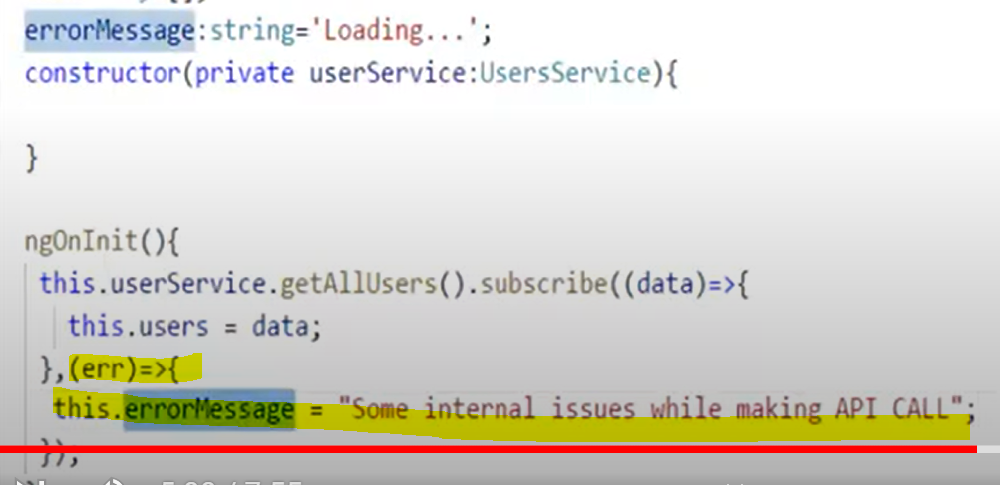 errorMessage:string='Loading...';
constructor(private userService:UsersService){
}
ngOnInit(){
this.userService.getAllUsers().subscribe((data)=>{
this.users = data;
},(err)=>{
this.errorMessage = "Some internal issues while making API CALL";
});